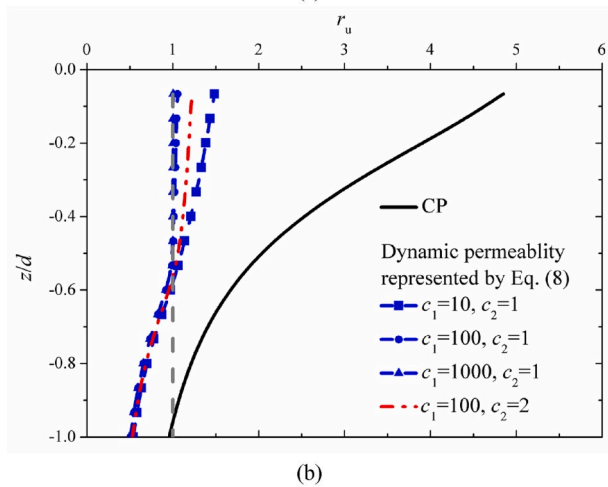 r_u
0 1 2 3 4 5 6
0.0
-0.2
-0.4
-0.6
-0.8
-1.0
z/d
CP
Dynamic permeablity
represented by Eq. (8)
c₁=10, c₂=1
c₁=100, c₂=1
c₁=1000, c₂=1
c₁=100, c₂=2
(b)